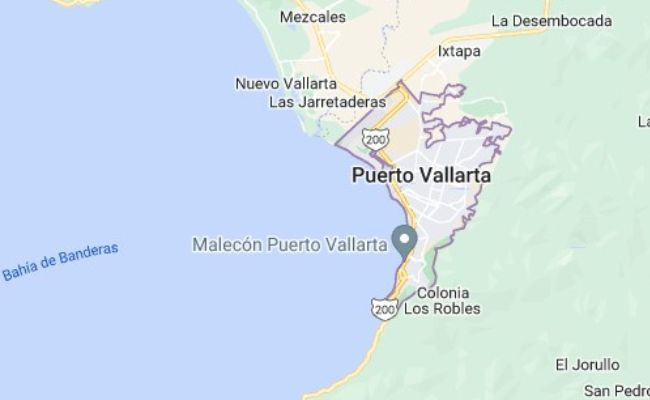 Mezcales
La Desembocada
Ixtapa
Nuevo Vallarta
Las Jarretaderas
La
200
Puerto Vallarta
Malecón Puerto Vallarta
Bahía de Banderas
Colonia
Los Robles
200
El Jorullo
San Pedro